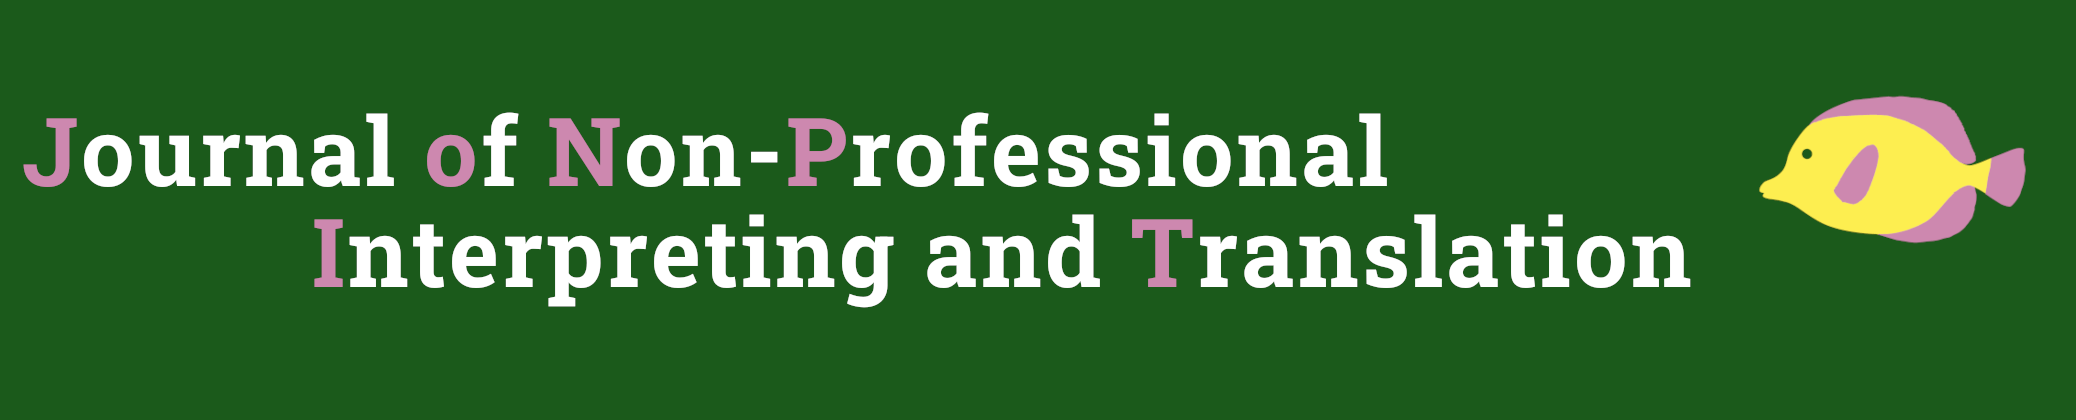 Journal of Non-Professional
Interpreting and Translation